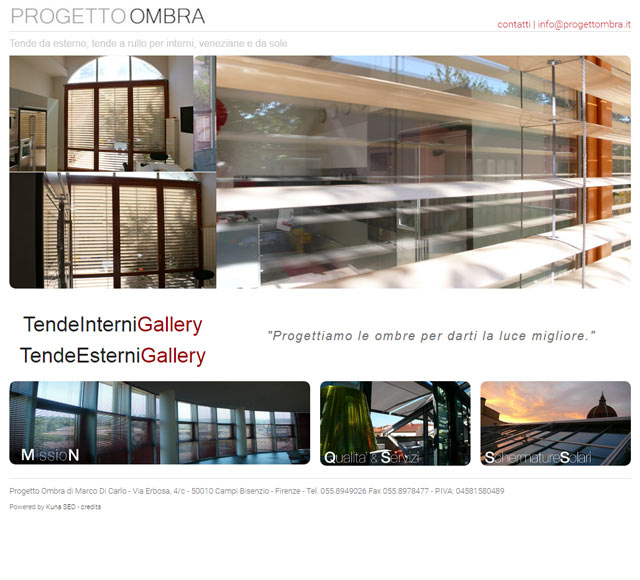 PROGETTO OMBRA
contatti | info@progettombra.it
Tende da esterno, tende a rullo per interni, veneziane e da sole
TendeInterniGallery
TendeEsterniGallery
"Progettiamo le ombre per darti la luce migliore."
MissioN
Qualita' & Servizi
SchermatureSolari
Progetto Ombra di Marco Di Carlo - Via Erbosa, 4/c - 50010 Campi Bisenzio - Firenze - Tel. 055.8949026 Fax 055.8978477 - P.IVA: 04581580489
Powered by Kuna SEO - credits